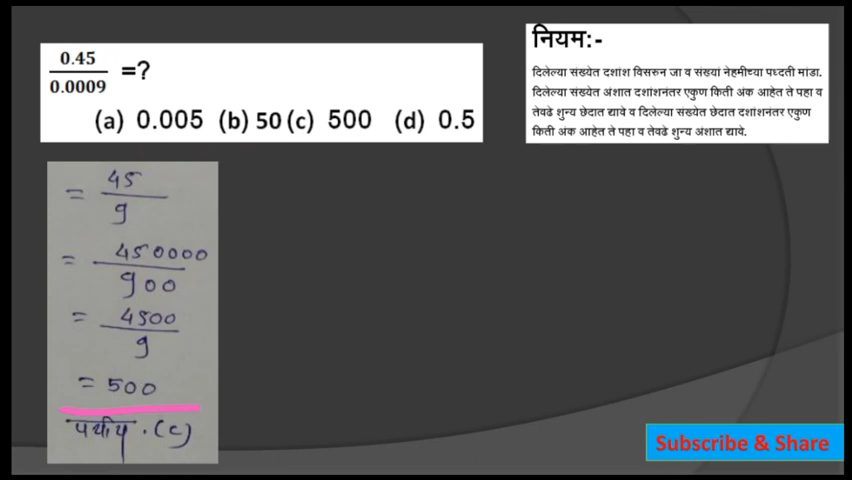 0.45
0.0009 =?
(a) 0.005 (b) 50 (c) 500 (d) 0.5
नियम:-
दिलेल्या संख्येत दशांश विसरुन जा व संख्यां नेहमीच्या पध्दती मांडा.
दिलेल्या संख्येत अंशात दशांशनंतर एकुण किती अंक आहेत ते पहा व
तेवढे शुन्य छेदात द्यावे व दिलेल्या संख्येत छेदात दशांशनंतर एकुण
किती अंक आहेत ते पहा व तेवढे शुन्य अंशात द्यावे.
= 45
9
= 450000
900
= 4500
9
= 500
पर्याय . (c)
Subscribe & Share